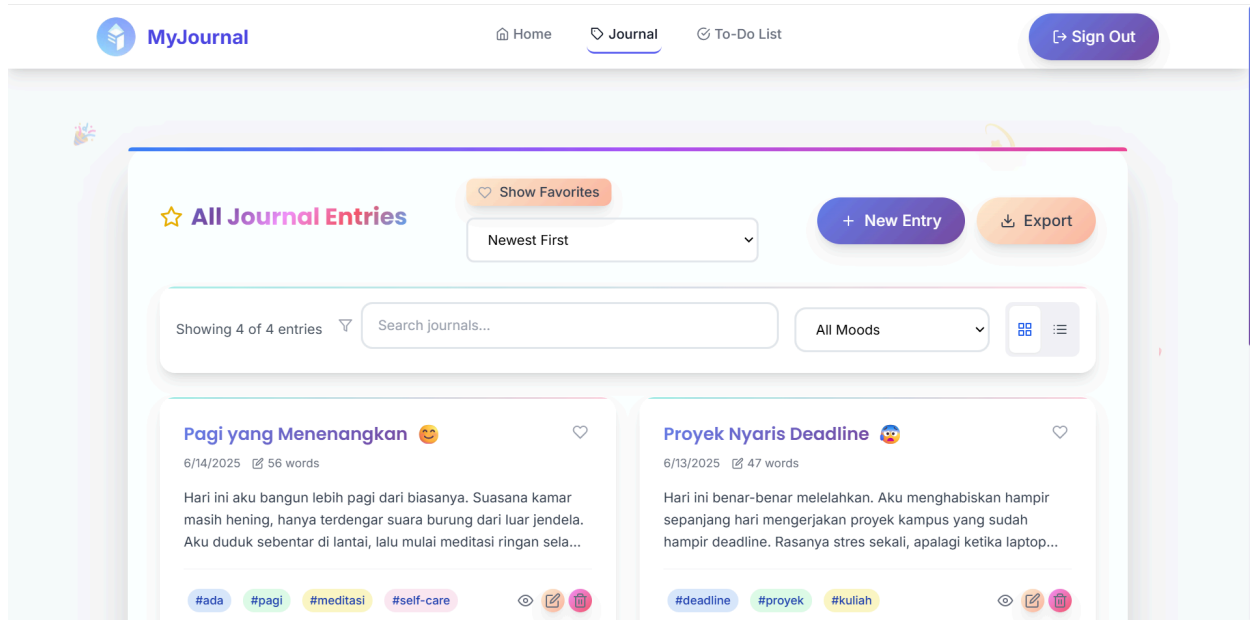 MyJournal
Home
Journal
To-Do List
Sign Out
All Journal Entries
Show Favorites
Newest First
+ New Entry
Export
Showing 4 of 4 entries
Search journals...
All Moods
Pagi yang Menenangkan 😊
6/14/2025 56 words
Hari ini aku bangun lebih pagi dari biasanya. Suasana kamar
masih hening, hanya terdengar suara burung dari luar jendela.
Aku duduk sebentar di lantai, lalu mulai meditasi ringan sela...
#ada #pagi #meditasi #self-care
Proyek Nyaris Deadline 😰
6/13/2025 47 words
Hari ini benar-benar melelahkan. Aku menghabiskan hampir
sepanjang hari mengerjakan proyek kampus yang sudah
hampir deadline. Rasanya stres sekali, apalagi ketika laptop...
#deadline #proyek #kuliah